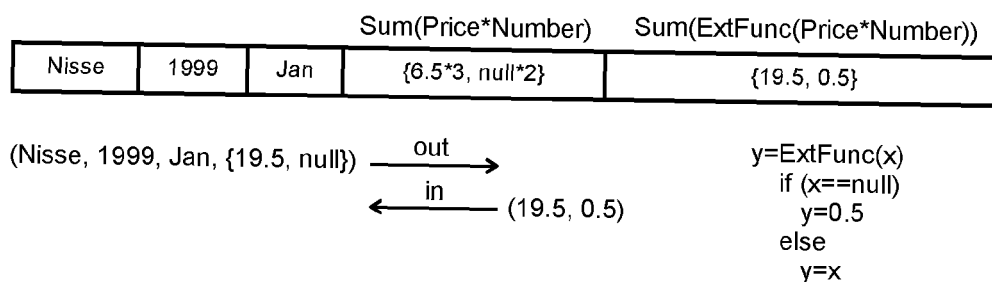 Sum(Price*Number) Sum(ExtFunc(Price*Number))
Nisse 1999 Jan {6.5*3, null*2} {19.5, 0.5}
(Nisse, 1999, Jan, {19.5, null}) out
in (19.5, 0.5)
y=ExtFunc(x)
if (x==null)
y=0.5
else
y=x